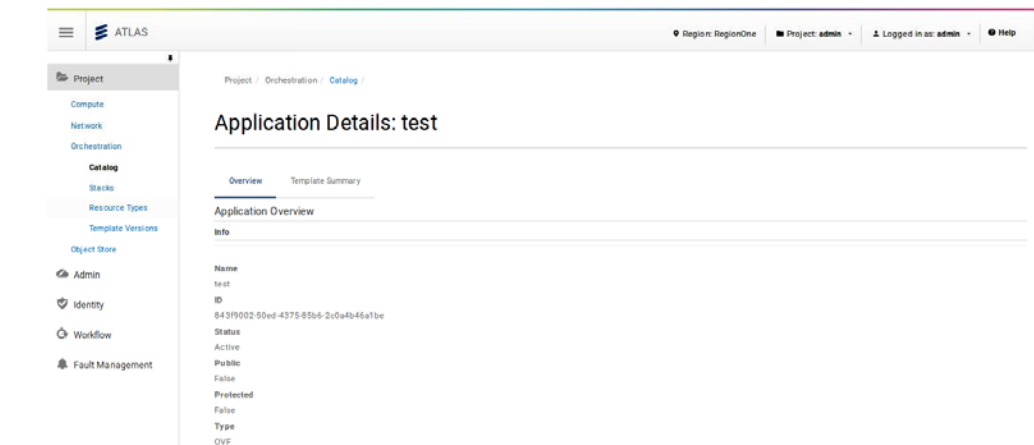 ATLAS
Region: RegionOne
Project: admin
Logged in as: admin
Help
Project
Compute
Network
Orchestration
Catalog
Stacks
Resource Types
Template Versions
Object Store
Admin
Identity
Workflow
Fault Management
Project / Orchestration / Catalog /
Application Details: test
Overview
Template Summary
Application Overview
Info
Name
test
ID
843f9002-50ed-4375-85b6-2c0a4b46a1be
Status
Active
Public
False
Protected
False
Type
OVF